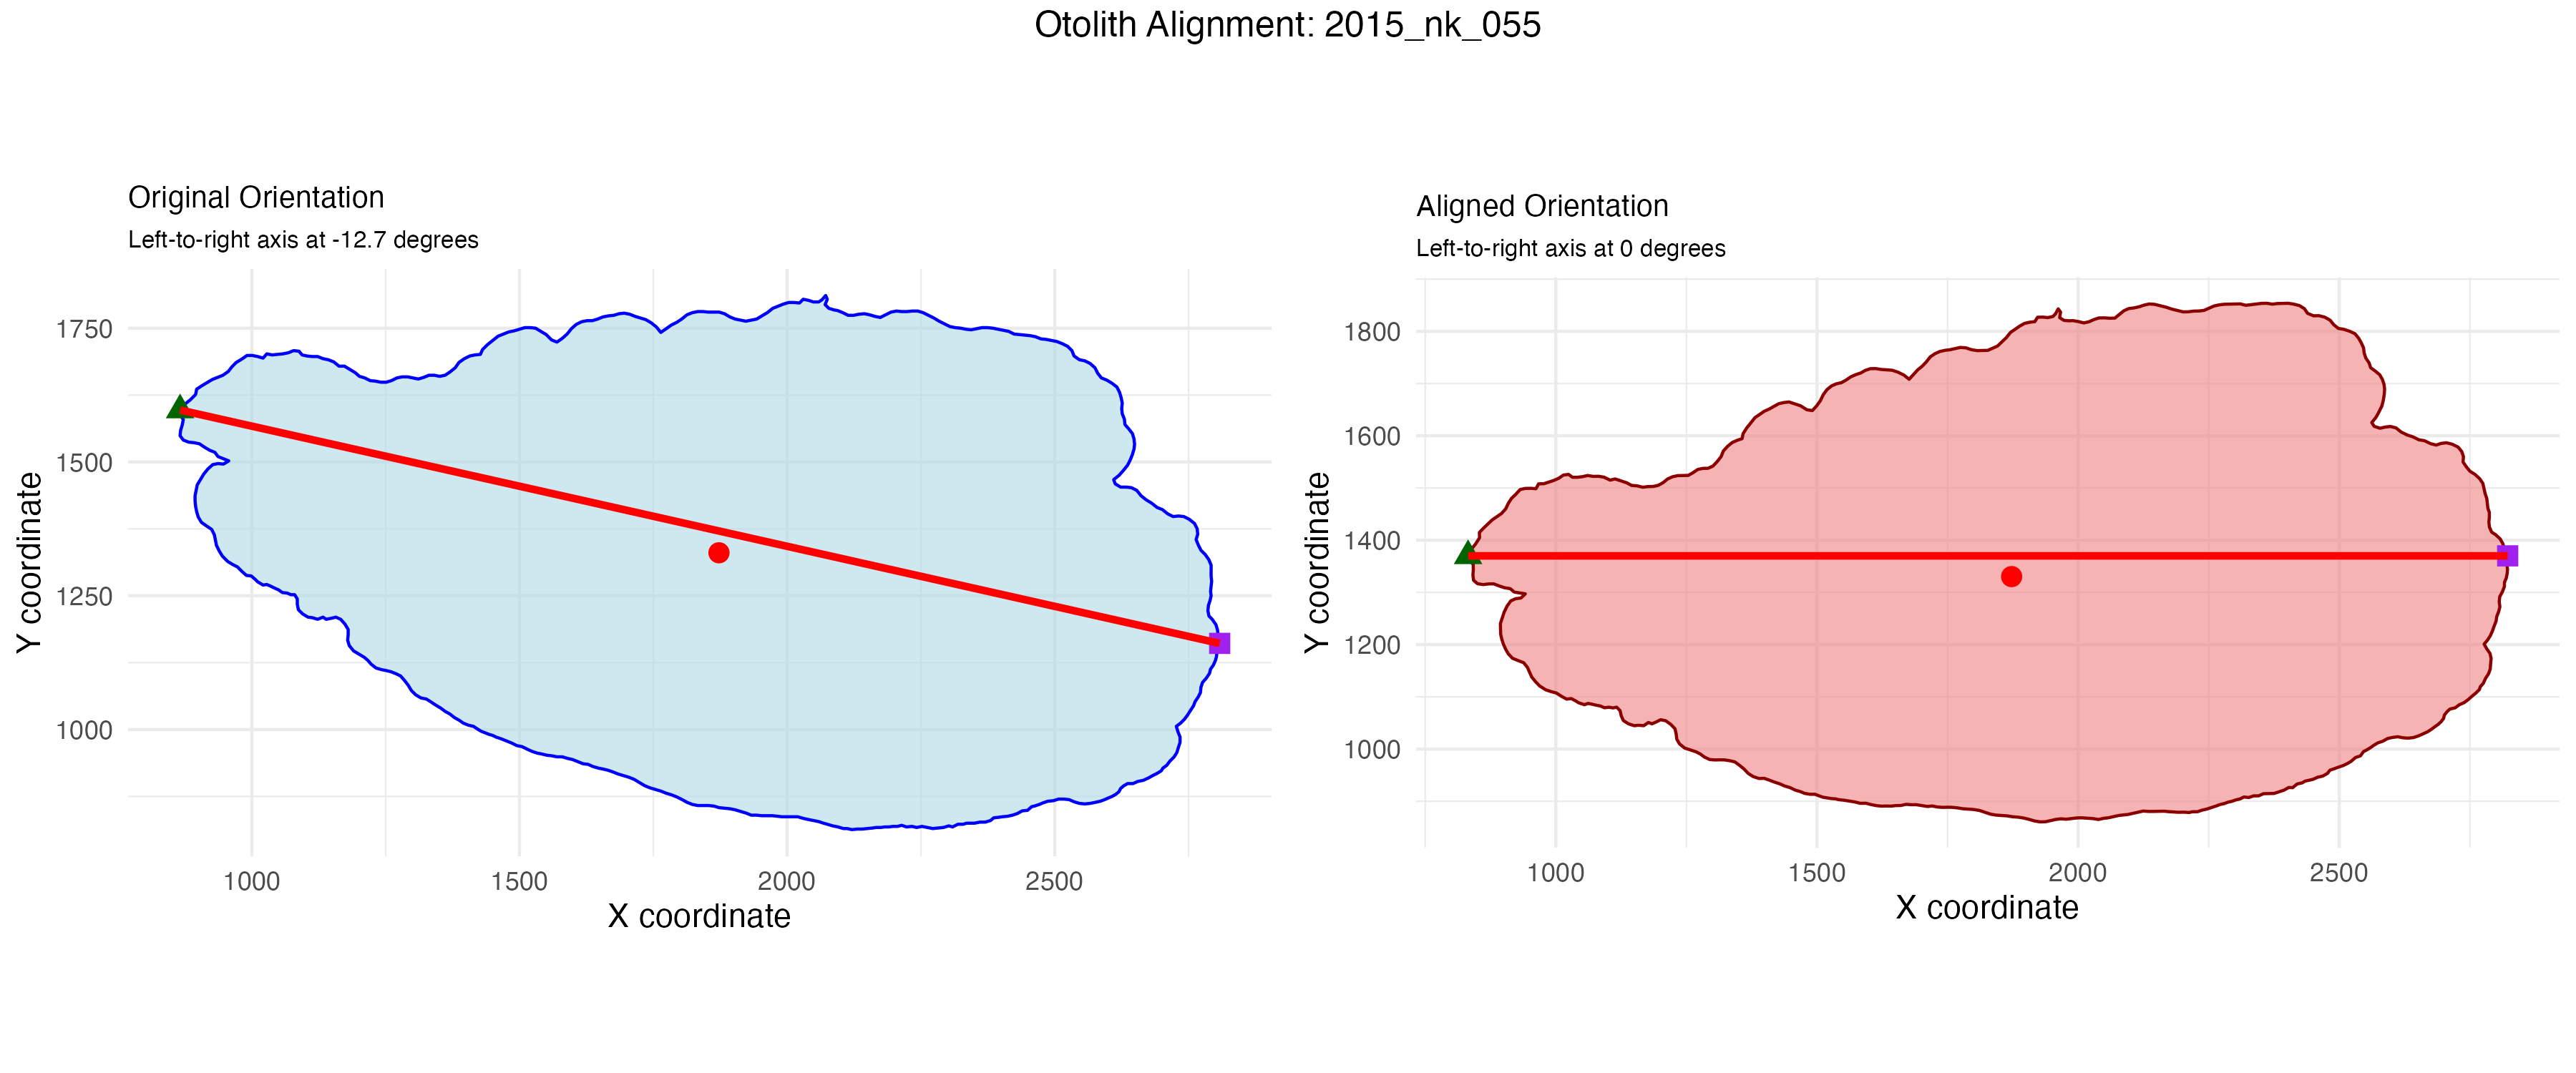 Otolith Alignment: 2015_nk_055
Original Orientation
Left-to-right axis at -12.7 degrees
1750
1500
1250
1000
Y coordinate
1000 1500 2000 2500
X coordinate
Aligned Orientation
Left-to-right axis at 0 degrees
1800
1600
1400
1200
1000
Y coordinate
1000 1500 2000 2500
X coordinate